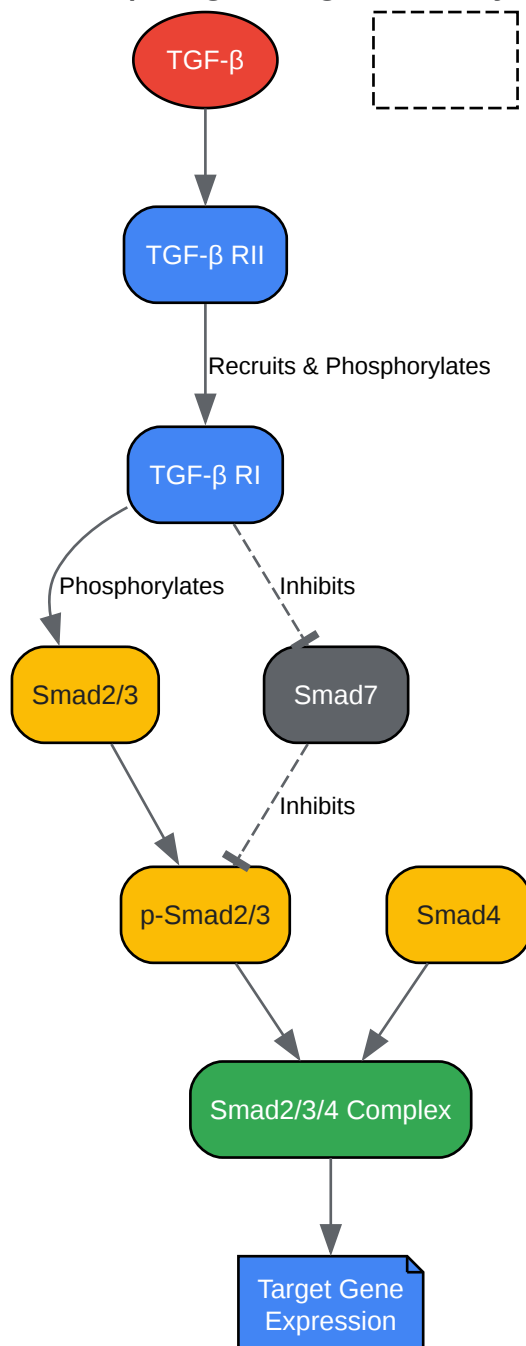 TGF-β
TGF-β RII
Recruits & Phosphorylates
TGF-β RI
Phosphorylates
Inhibits
Smad2/3
Smad7
Inhibits
p-Smad2/3
Smad4
Smad2/3/4 Complex
Target Gene
Expression